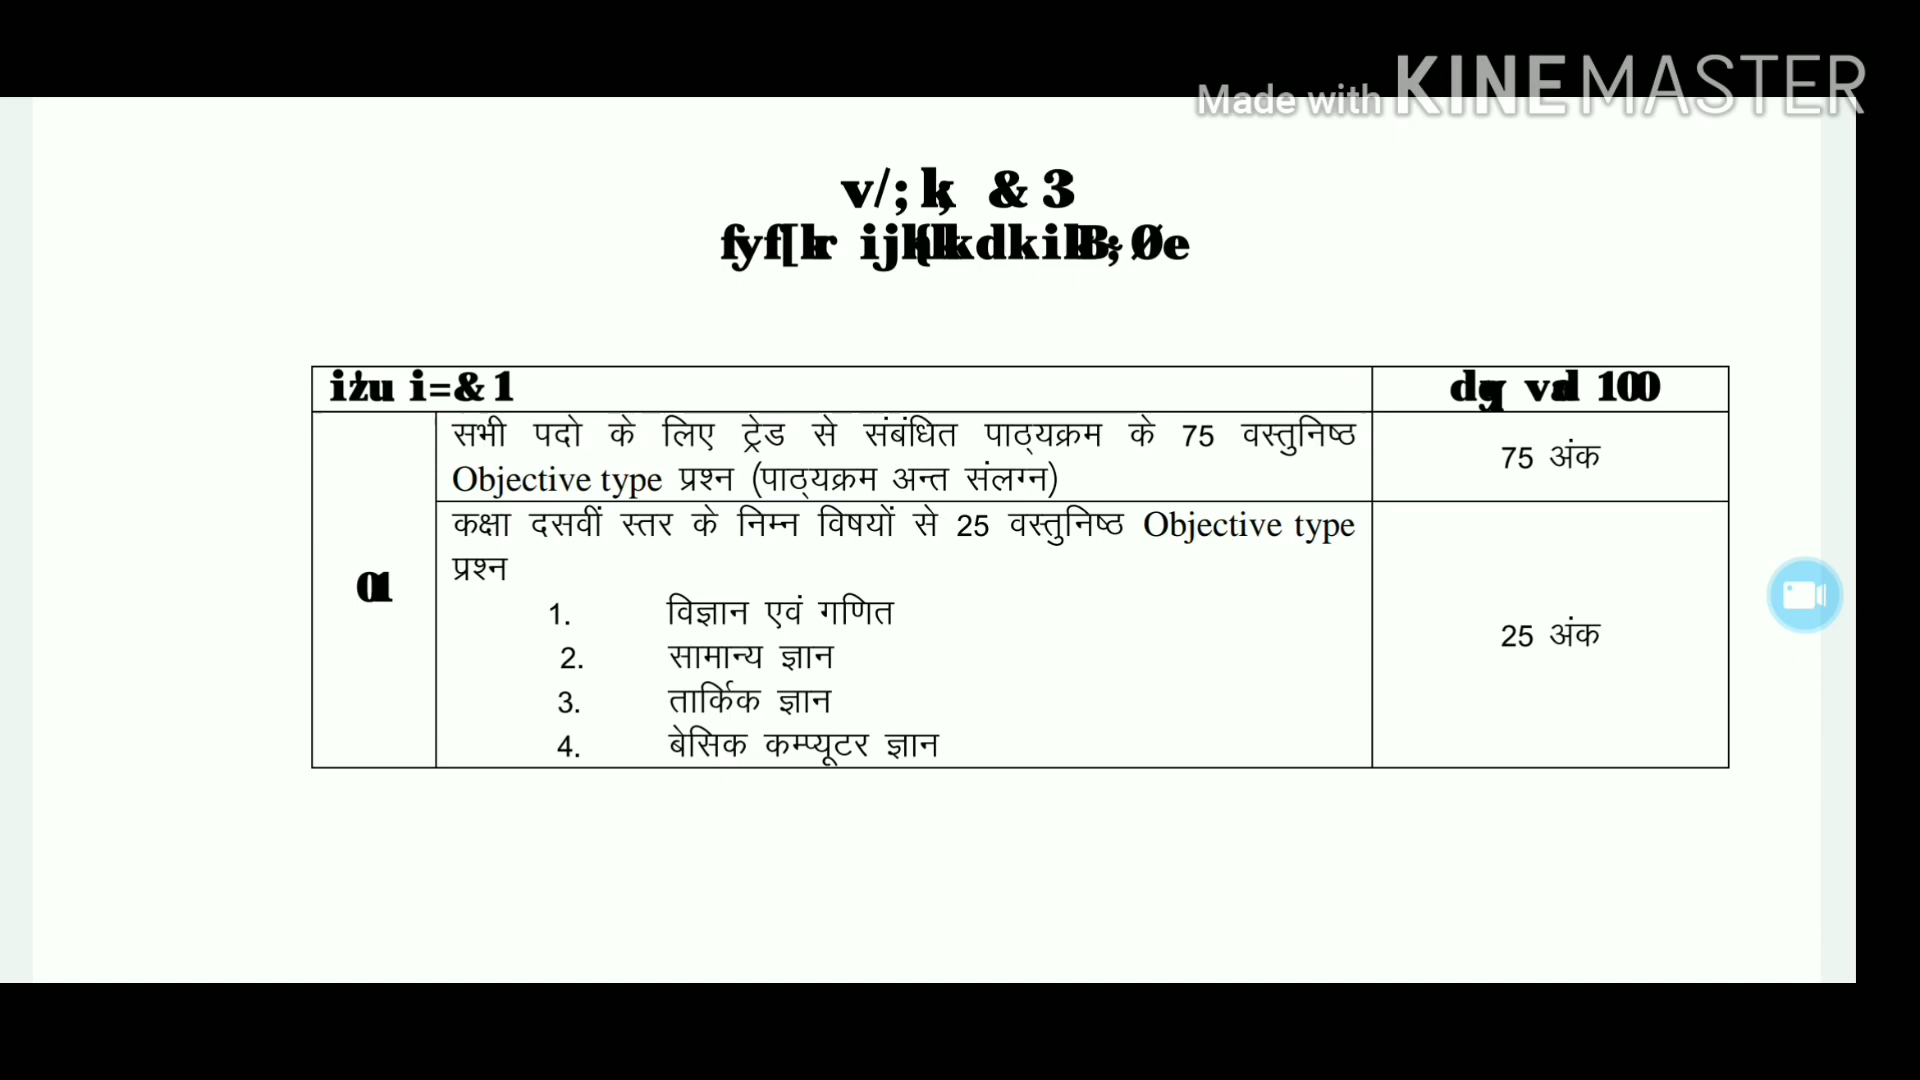 Made with KINEMASTER
v/;k; & 3
fyf[kr ijh{kk dk ikB~;Øe
iz'u i=& 1
dqy vad 100
सभी पदो के लिए ट्रेड से संबंधित पाठ्यक्रम के 75 वस्तुनिष्ठ
Objective type प्रश्न (पाठ्यक्रम अन्त संलग्न)
75 अंक
01
कक्षा दसवीं स्तर के निम्न विषयों से 25 वस्तुनिष्ठ Objective type
प्रश्न
1. विज्ञान एवं गणित
2. सामान्य ज्ञान
3. तार्किक ज्ञान
4. बेसिक कम्प्यूटर ज्ञान
25 अंक